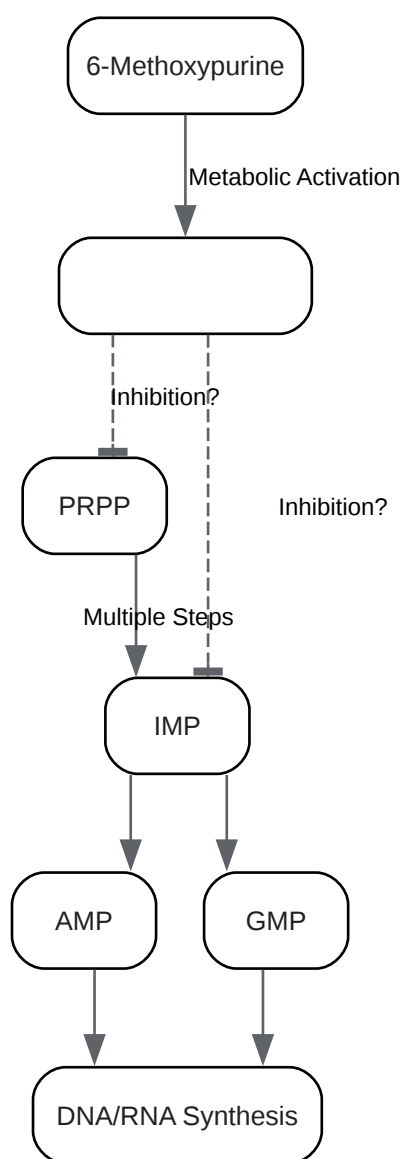 6-Methoxypurine
Metabolic Activation
Inhibition?
PRPP
Inhibition?
Multiple Steps
IMP
AMP
GMP
DNA/RNA Synthesis